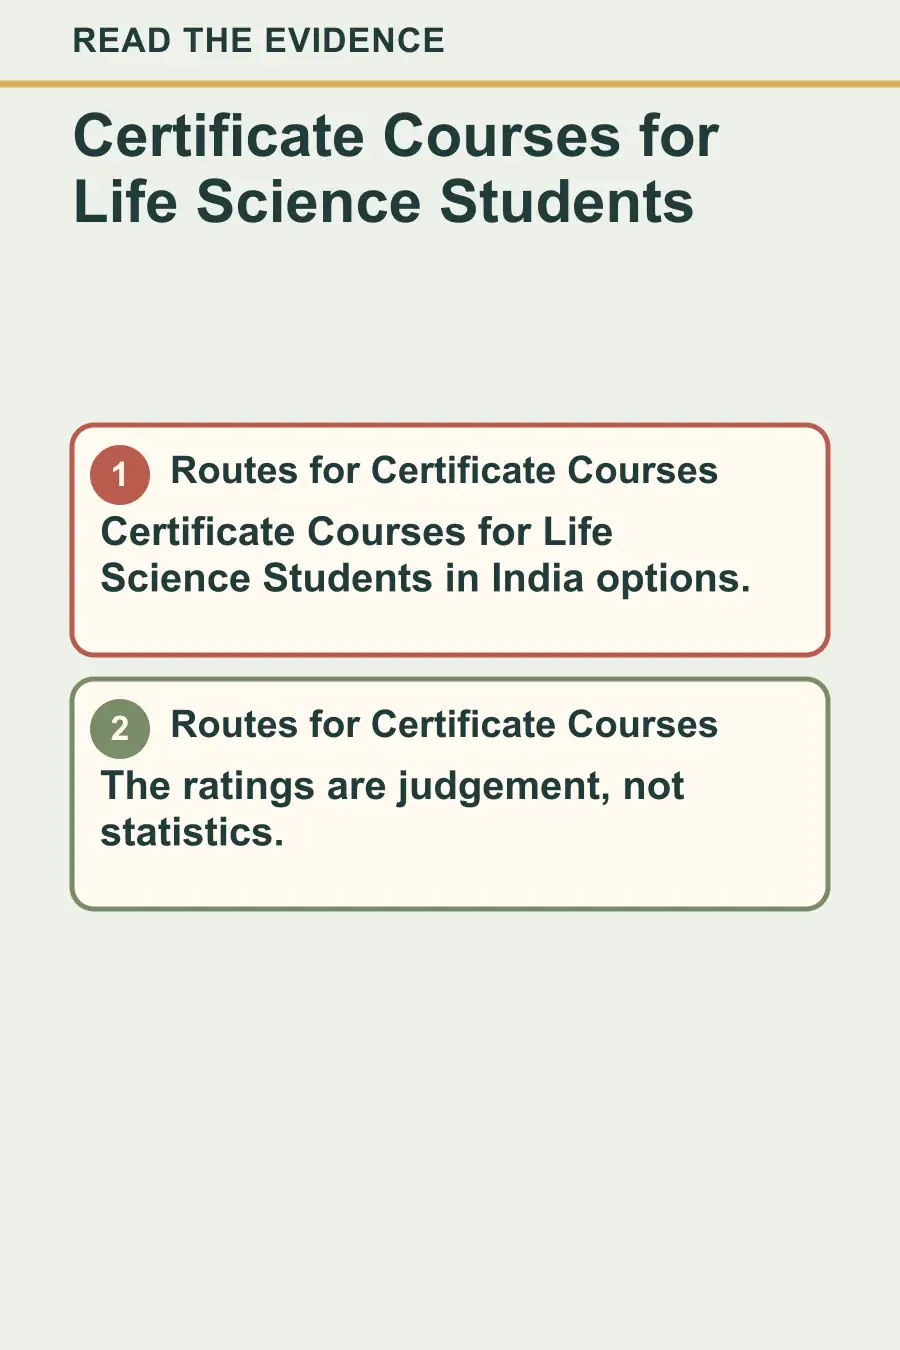 READ THE EVIDENCE
Certificate Courses for
Life Science Students
1 Routes for Certificate Courses
Certificate Courses for Life
Science Students in India options.
2 Routes for Certificate Courses
The ratings are judgement, not
statistics.